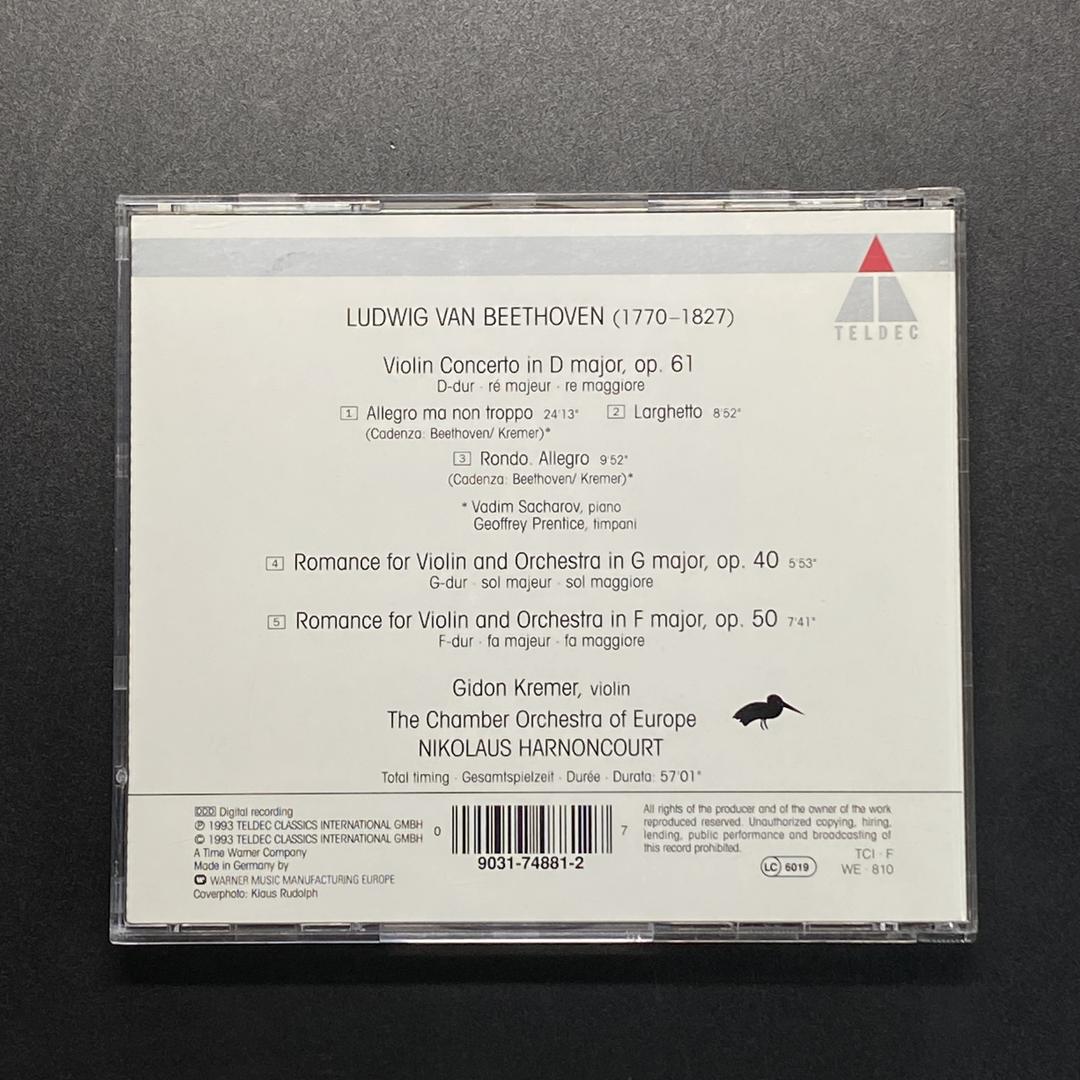 TELDEC
LUDWIG VAN BEETHOVEN (1770–1827)
Violin Concerto in D major, op. 61
D-dur · ré majeur · re maggiore
1 Allegro ma non troppo 24'13" 2 Larghetto 8'52"
(Cadenza: Beethoven/ Kremer)*
3 Rondo. Allegro 9'52"
(Cadenza: Beethoven/ Kremer)*
* Vadim Sacharov, piano
Geoffrey Prentice, timpani
4 Romance for Violin and Orchestra in G major, op. 40 5'53"
G-dur · sol majeur · sol maggiore
5 Romance for Violin and Orchestra in F major, op. 50 7'41"
F-dur · fa majeur · fa maggiore
Gidon Kremer, violin
The Chamber Orchestra of Europe
NIKOLAUS HARNONCOURT
Total timing · Gesamtspielzeit · Durée · Durata: 57'01"
DDD Digital recording
℗ 1993 TELDEC CLASSICS INTERNATIONAL GMBH
© 1993 TELDEC CLASSICS INTERNATIONAL GMBH
A Time Warner Company
Made in Germany by
WARNER MUSIC MANUFACTURING EUROPE
Coverphoto: Klaus Rudolph
0 7
9031-74881-2
All rights of the producer and of the owner of the work
reproduced reserved. Unauthorized copying, hiring,
lending, public performance and broadcasting of
this record prohibited.
LC 6019
TCI · F
WE · 810